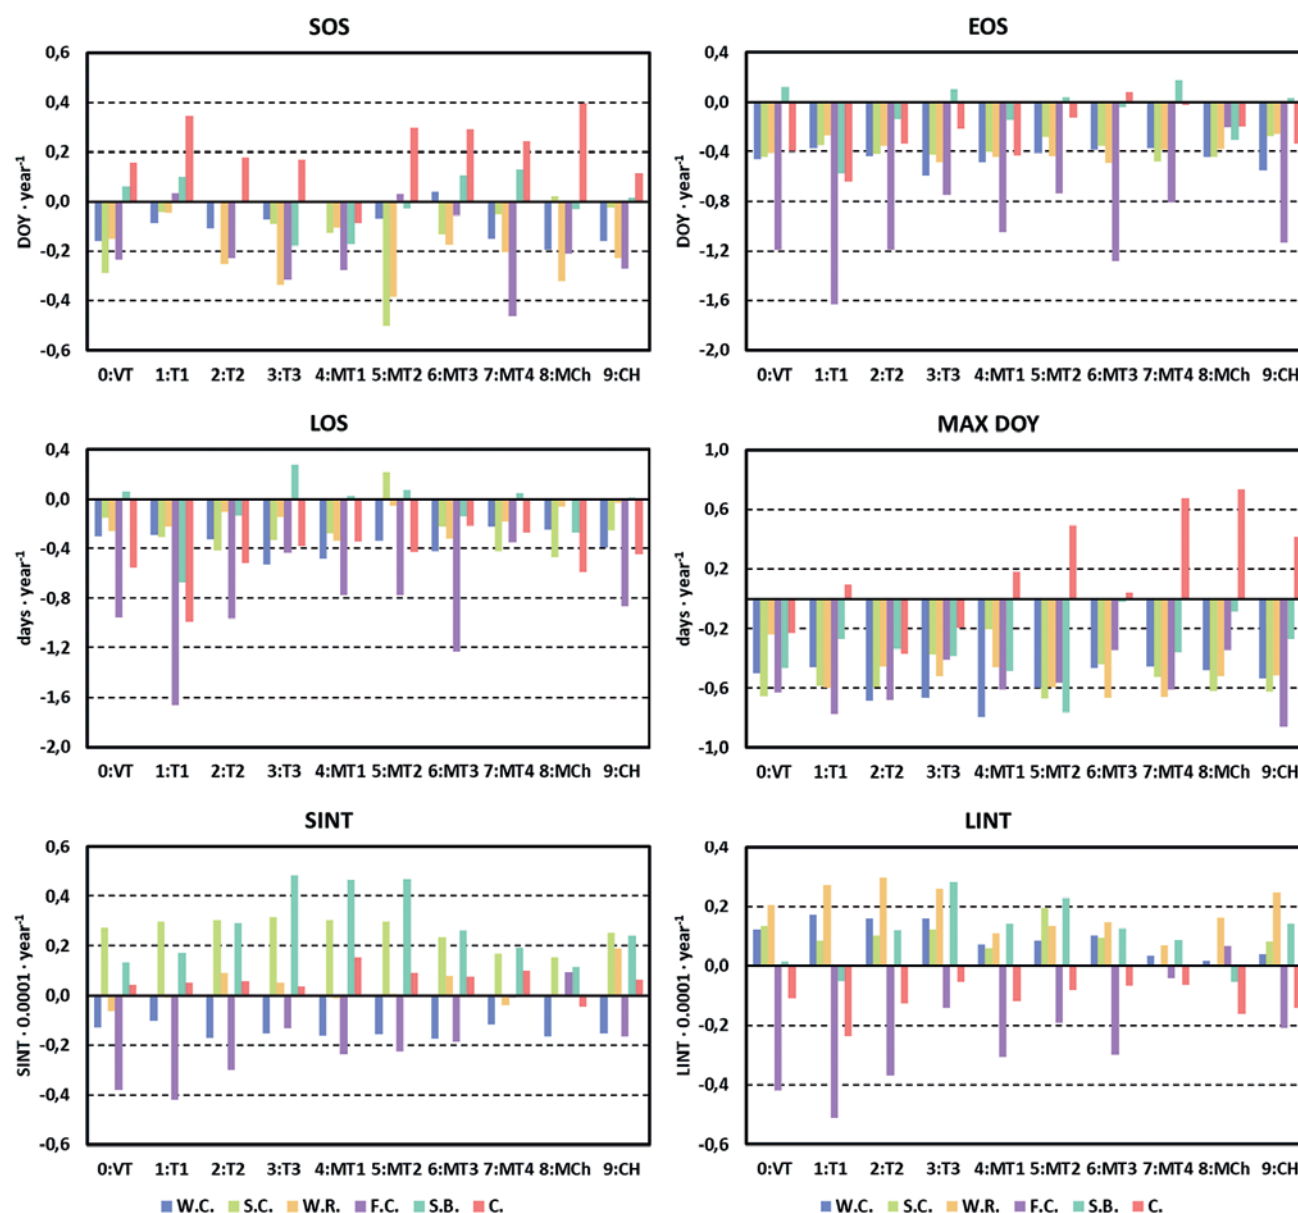 SOS
0,6
0,4
0,2
0,0
-0,2
-0,4
-0,6
DOY · year-1
0:VT 1:T1 2:T2 3:T3 4:MT1 5:MT2 6:MT3 7:MT4 8:MCh 9:CH
EOS
0,4
0,0
-0,4
-0,8
-1,2
-1,6
-2,0
DOY · year-1
0:VT 1:T1 2:T2 3:T3 4:MT1 5:MT2 6:MT3 7:MT4 8:MCh 9:CH
LOS
0,4
0,0
-0,4
-0,8
-1,2
-1,6
-2,0
days · year-1
0:VT 1:T1 2:T2 3:T3 4:MT1 5:MT2 6:MT3 7:MT4 8:MCh 9:CH
MAX DOY
1,0
0,6
0,2
-0,2
-0,6
-1,0
days · year-1
0:VT 1:T1 2:T2 3:T3 4:MT1 5:MT2 6:MT3 7:MT4 8:MCh 9:CH
SINT
0,6
0,4
0,2
0,0
-0,2
-0,4
-0,6
SINT · 0.0001 · year-1
0:VT 1:T1 2:T2 3:T3 4:MT1 5:MT2 6:MT3 7:MT4 8:MCh 9:CH
W.C. S.C. W.R. F.C. S.B. C.
LINT
0,4
0,2
0,0
-0,2
-0,4
-0,6
LINT · 0.0001 · year-1
0:VT 1:T1 2:T2 3:T3 4:MT1 5:MT2 6:MT3 7:MT4 8:MCh 9:CH
W.C. S.C. W.R. F.C. S.B. C.